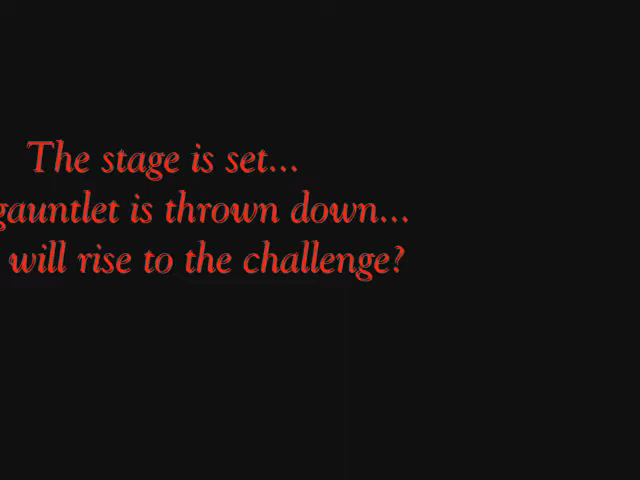 The stage is set...
gauntlet is thrown down...
will rise to the challenge?